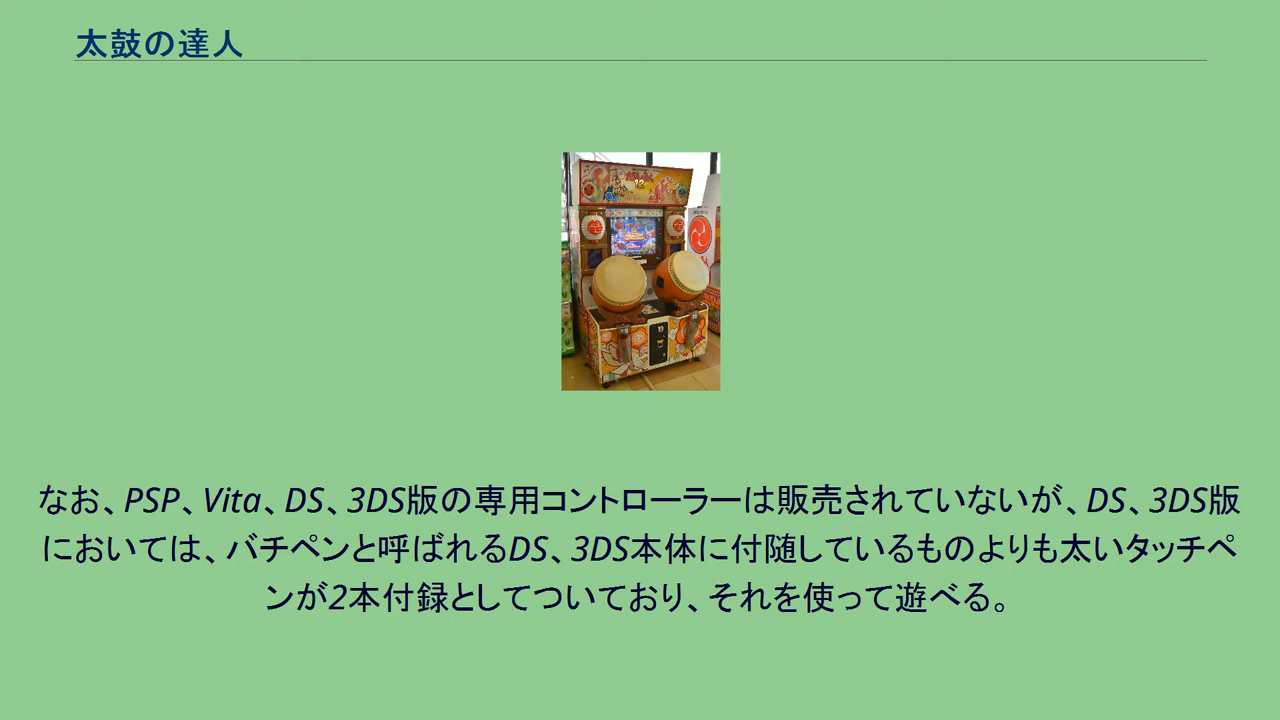 太鼓の達人
なお、PSP、Vita、DS、3DS版の専用コントローラーは販売されていないが、DS、3DS版
においては、バチペンと呼ばれるDS、3DS本体に付随しているものよりも太いタッチペ
ンが2本付録としてついており、それを使って遊べる。